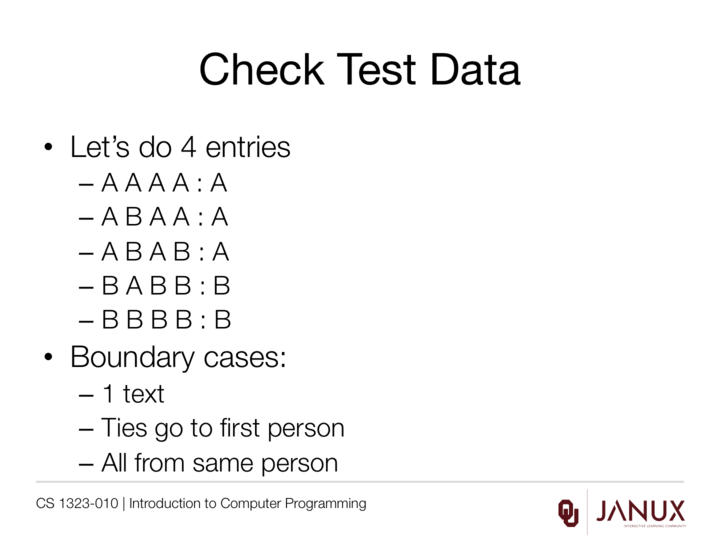 Check Test Data
• Let’s do 4 entries
– A A A A : A
– A B A A : A
– A B A B : A
– B A B B : B
– B B B B : B
• Boundary cases:
– 1 text
– Ties go to first person
– All from same person
CS 1323-010 | Introduction to Computer Programming
OU
JANUX
INTERACTIVE LEARNING COMMUNITY